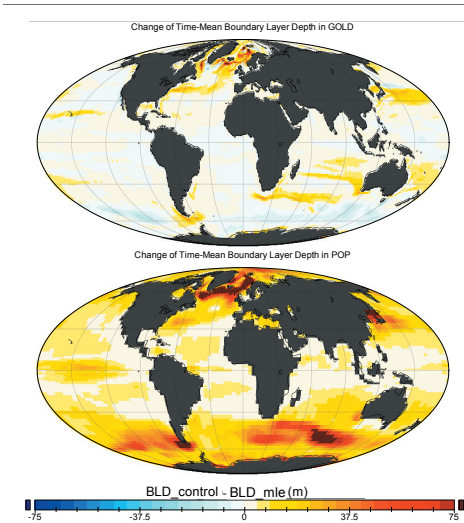 Change of Time-Mean Boundary Layer Depth in GOLD
Change of Time-Mean Boundary Layer Depth in POP
BLD_control - BLD_mle (m)
-75 -37.5 0 37.5 75